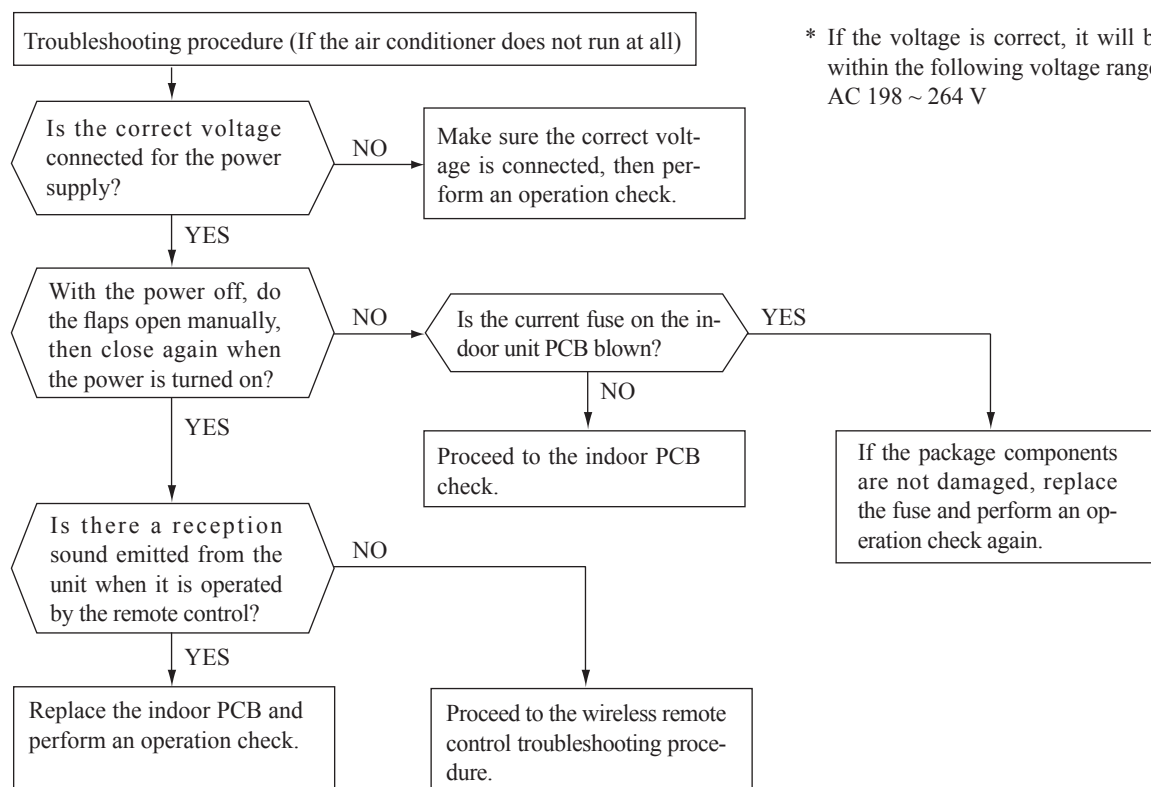 Troubleshooting procedure (If the air conditioner does not run at all)
* If the voltage is correct, it will b
within the following voltage range
AC 198 ~ 264 V
Is the correct voltage
connected for the power
supply?
NO
Make sure the correct volt-
age is connected, then per-
form an operation check.
YES
With the power off, do
the flaps open manually,
then close again when
the power is turned on?
NO
Is the current fuse on the in-
door unit PCB blown?
YES
NO
YES
Proceed to the indoor PCB
check.
If the package components
are not damaged, replace
the fuse and perform an op-
eration check again.
Is there a reception
sound emitted from the
unit when it is operated
by the remote control?
NO
YES
Replace the indoor PCB and
perform an operation check.
Proceed to the wireless remote
control troubleshooting proce-
dure.